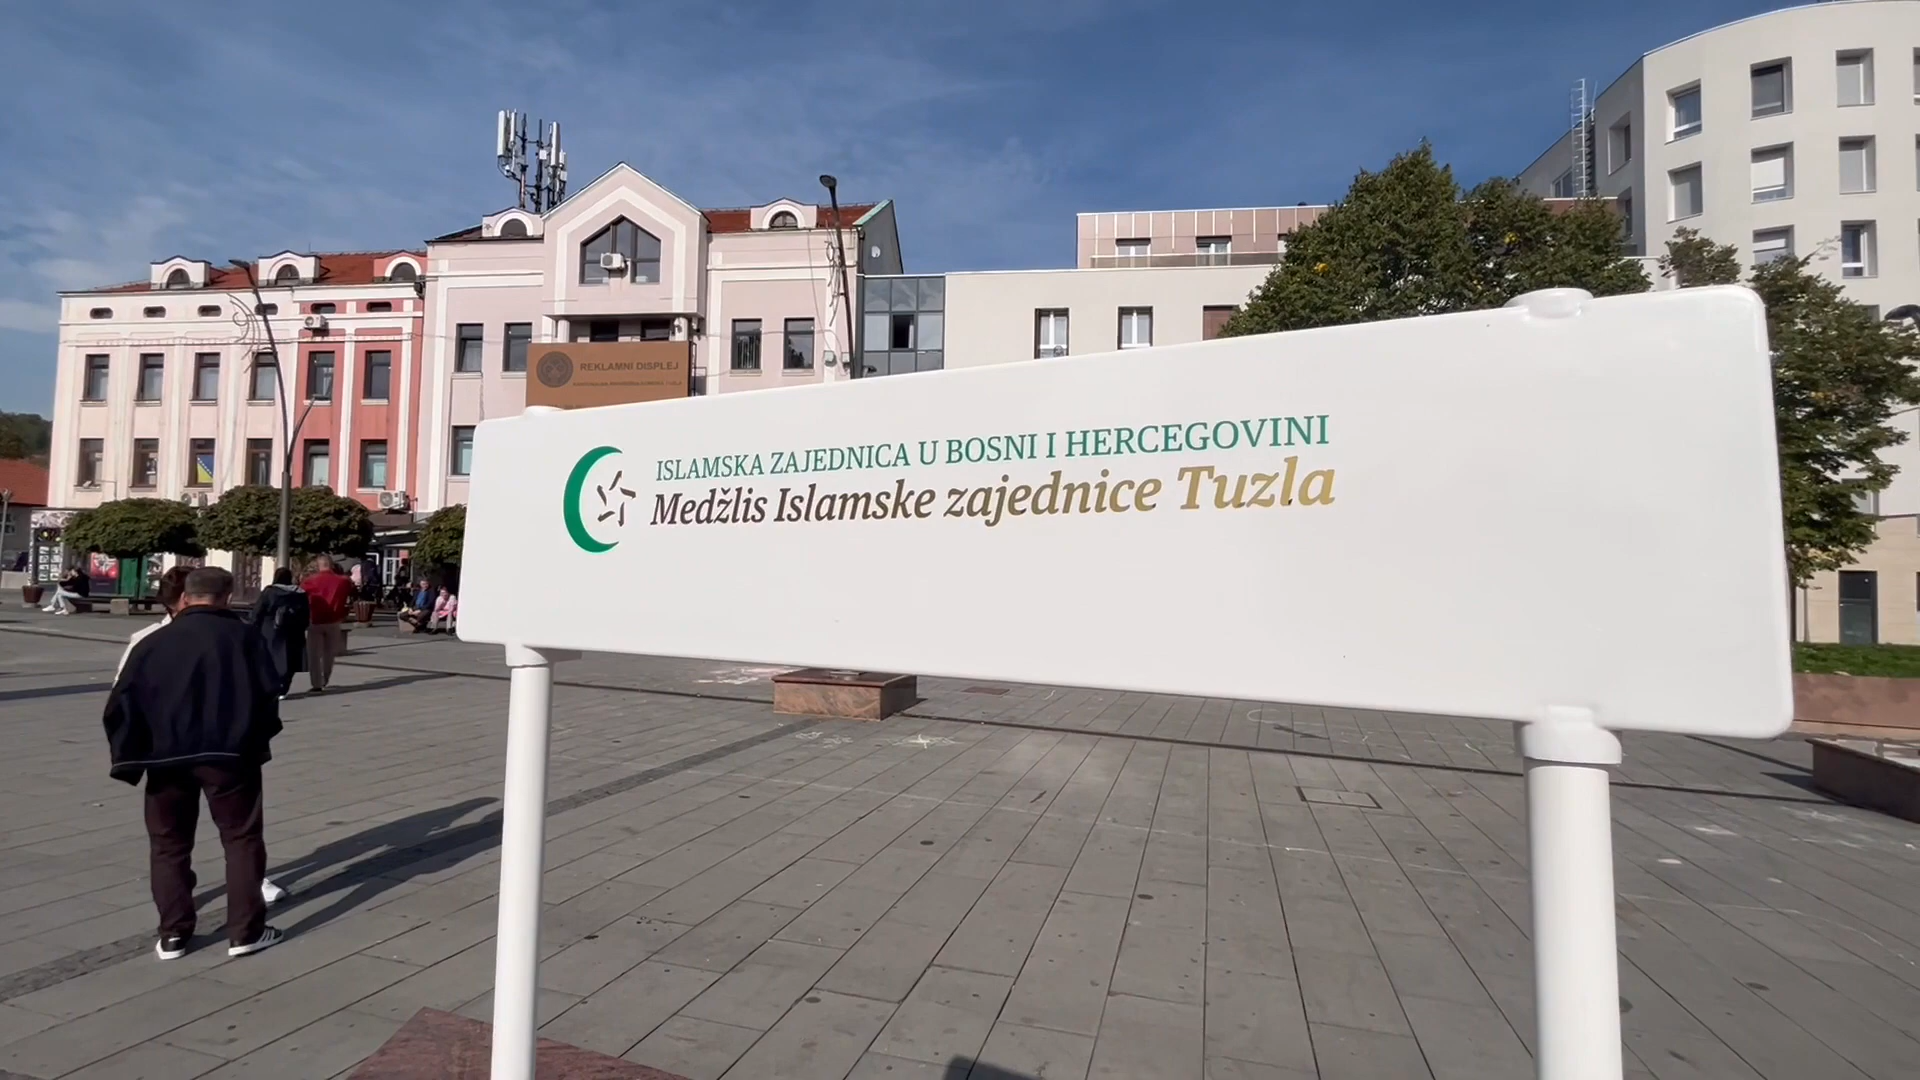 REKLAMNI DISPLEJ
ISLAMSKA ZAJEDNICA U BOSNI I HERCEGOVINI
Medžlis Islamske zajednice Tuzla